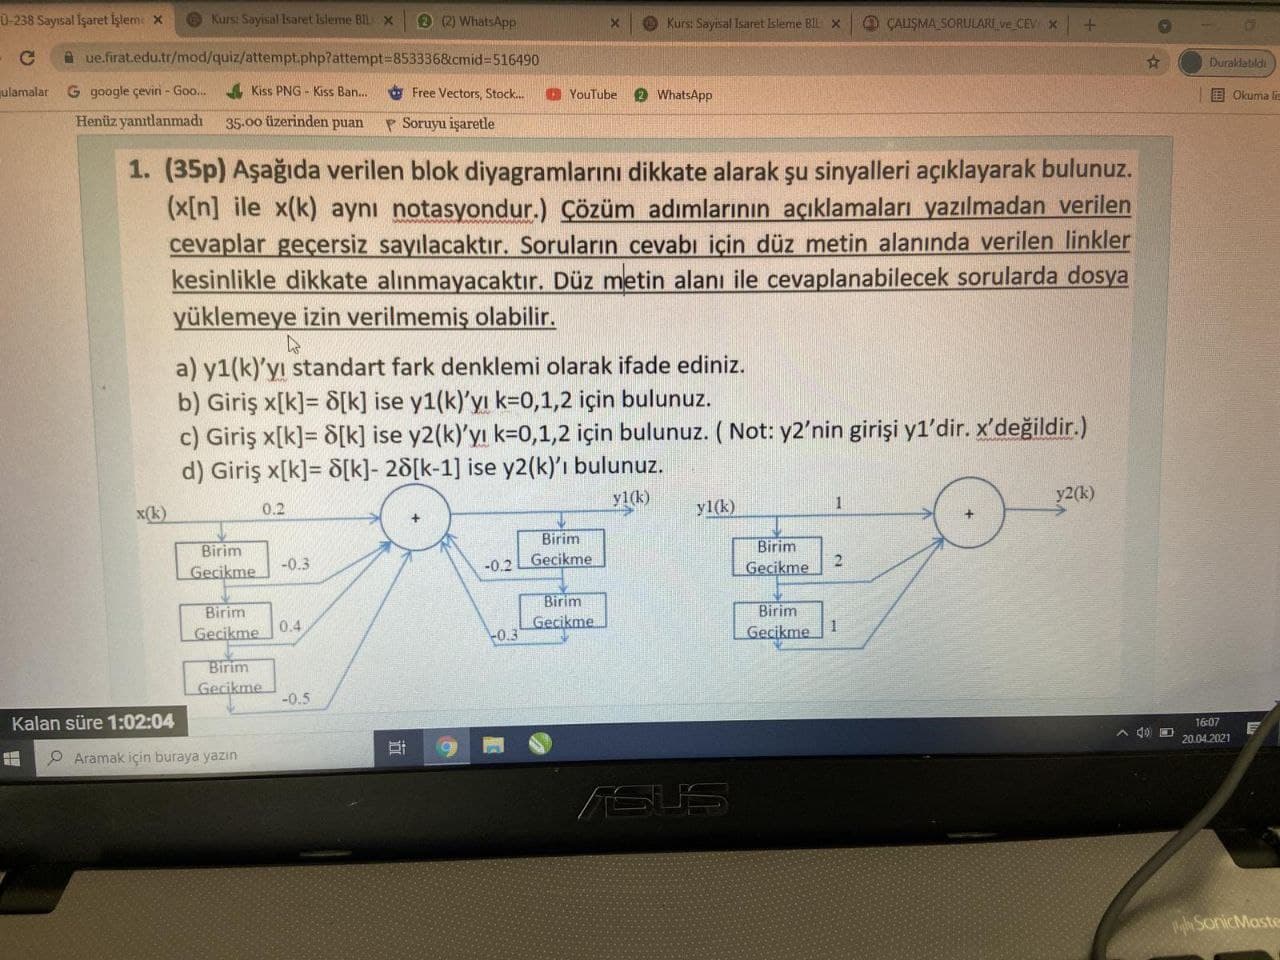 Ü-238 Sayısal İşaret İşleme
Kurs: Sayisal Isaret Isleme BIL
(2) WhatsApp
Kurs: Sayisal Isaret Isleme BIL
ÇALIŞMA_SORULARI_ve_CEV
ue.firat.edu.tr/mod/quiz/attempt.php?attempt=853336&cmid=516490
Duraklatıldı
ulamalar
google çeviri - Goo...
Kiss PNG - Kiss Ban...
Free Vectors, Stock...
YouTube
WhatsApp
Okuma lis
Henüz yanıtlanmadı 35.00 üzerinden puan Soruyu işaretle
1. (35p) Aşağıda verilen blok diyagramlarını dikkate alarak şu sinyalleri açıklayarak bulunuz.
(x[n] ile x(k) aynı notasyondur.) Çözüm adımlarının açıklamaları yazılmadan verilen
cevaplar geçersiz sayılacaktır. Soruların cevabı için düz metin alanında verilen linkler
kesinlikle dikkate alınmayacaktır. Düz metin alanı ile cevaplanabilecek sorularda dosya
yüklemeye izin verilmemiş olabilir.
a) y1(k)'yı standart fark denklemi olarak ifade ediniz.
b) Giriş x[k]= δ[k] ise y1(k)'yı k=0,1,2 için bulunuz.
c) Giriş x[k]= δ[k] ise y2(k)'yı k=0,1,2 için bulunuz. ( Not: y2'nin girişi y1'dir. x'değildir.)
d) Giriş x[k]= δ[k]- 2δ[k-1] ise y2(k)'ı bulunuz.
x(k)
0.2
+
y1(k)
Birim
Gecikme
-0.3
Birim
Gecikme
0.4
Birim
Gecikme
-0.5
Birim
Gecikme
-0.2
Birim
Gecikme
-0.3
y1(k)
1
+
y2(k)
Birim
Gecikme
2
Birim
Gecikme
1
Kalan süre 1:02:04
Aramak için buraya yazın
16:07
20.04.2021
ASUS
SonicMaste